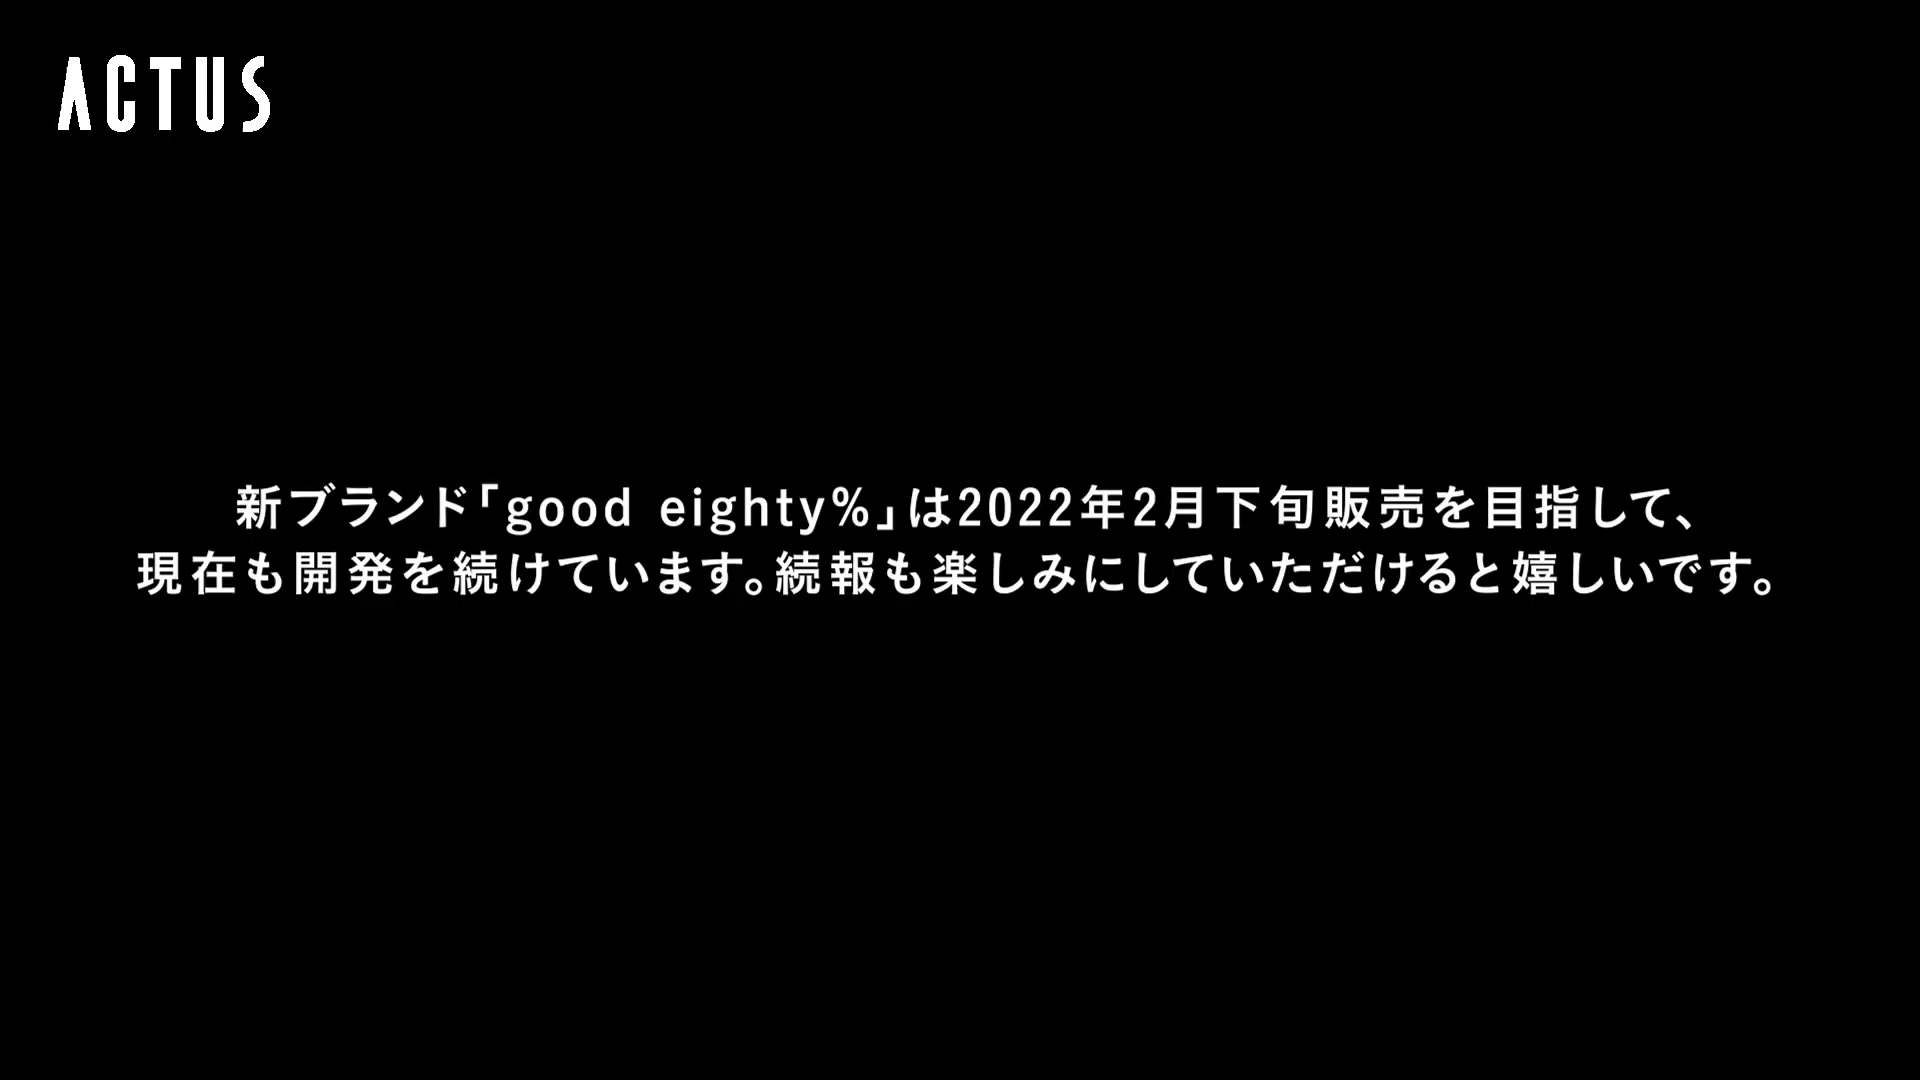 ACTUS
新ブランド「good eighty%」は2022年2月下旬販売を目指して、
現在も開発を続けています。続報も楽しみにしていただけると嬉しいです。